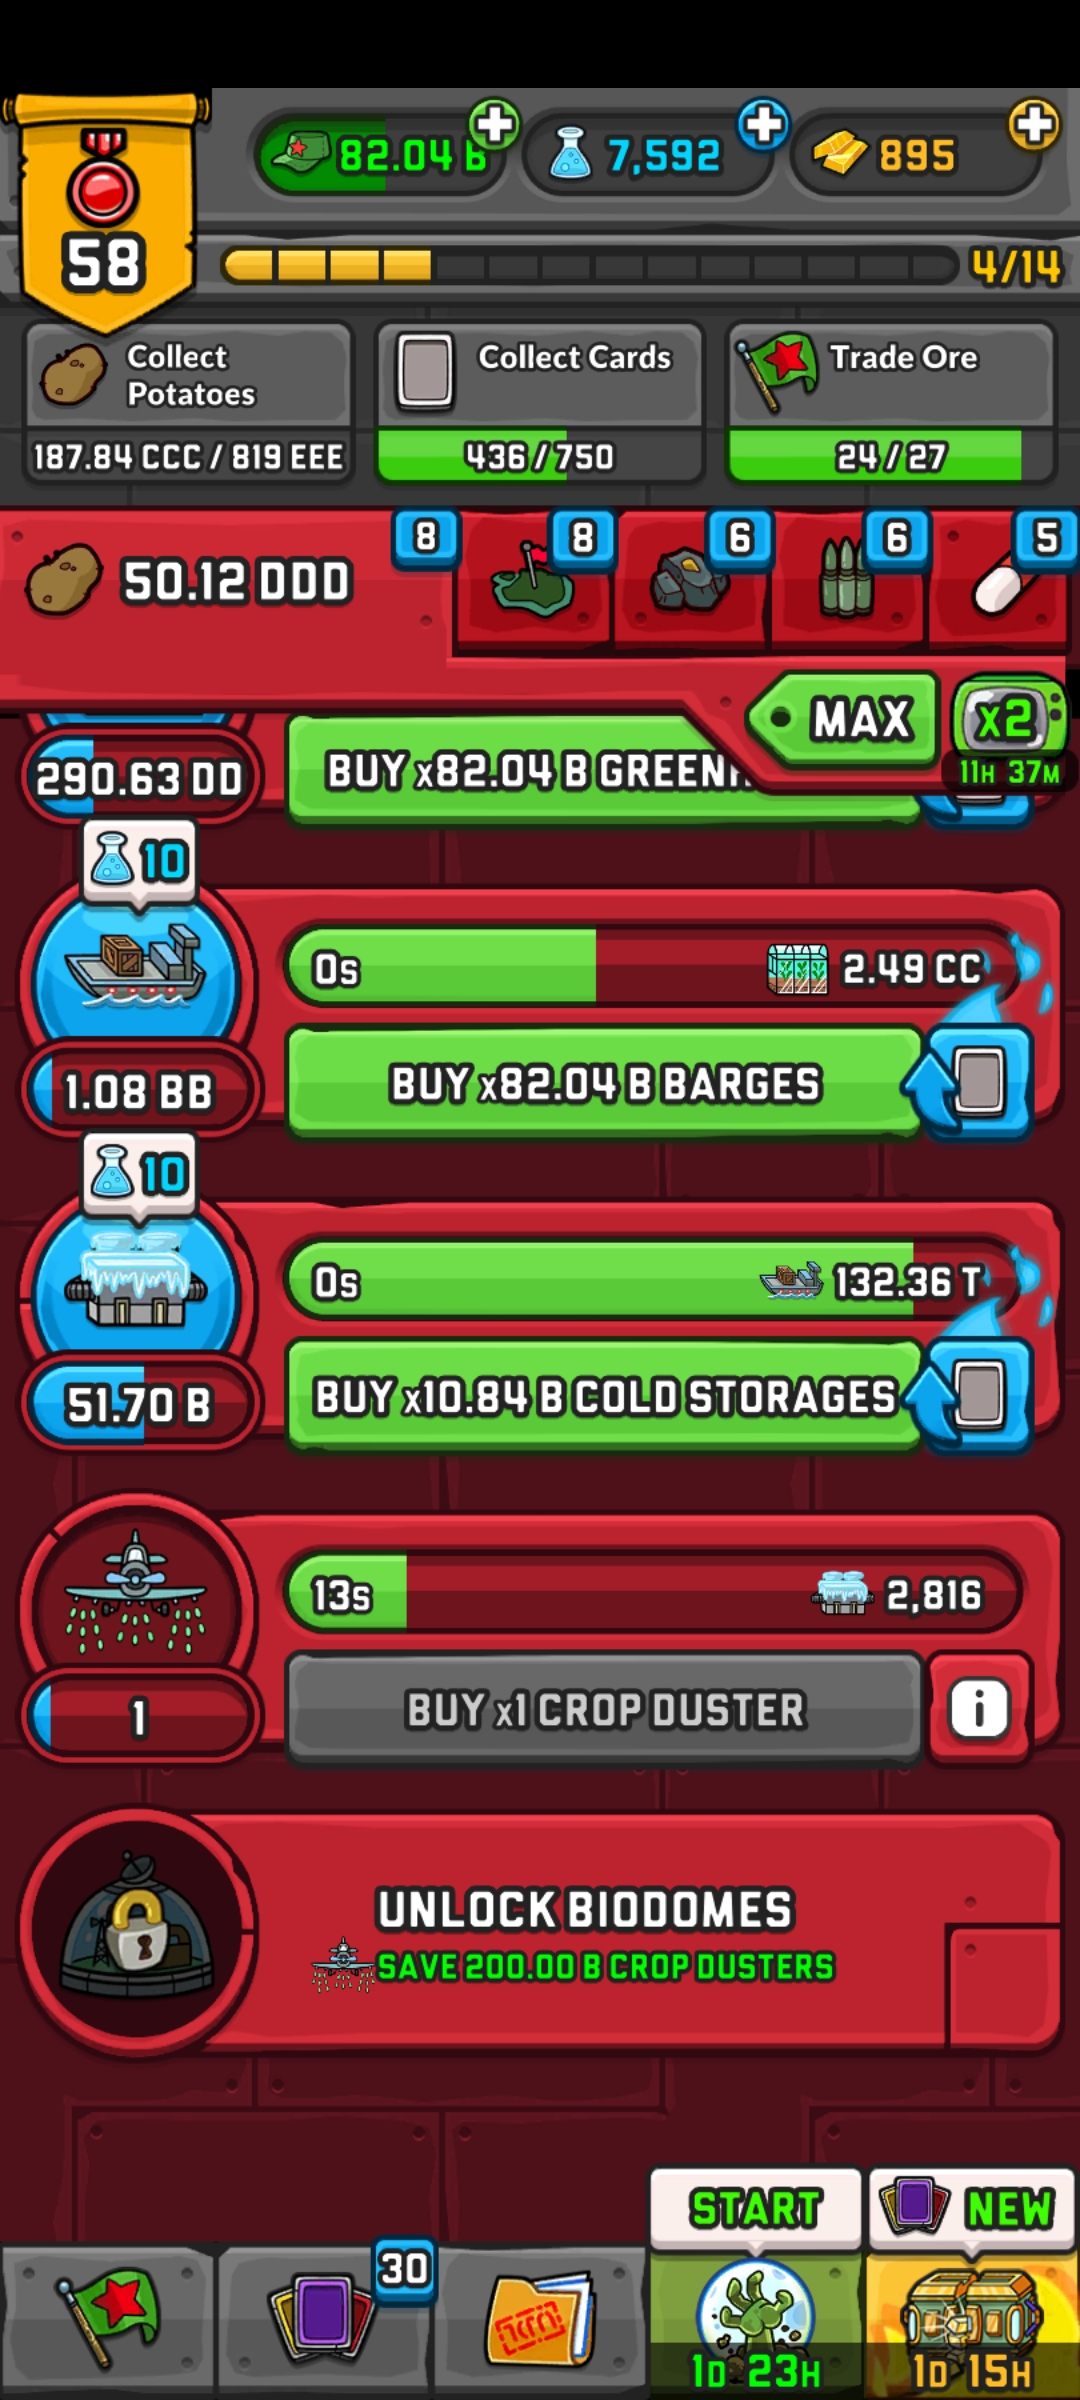 58
82.04 B
7,592
895
4/14
Collect
Potatoes
187.84 CCC / 819 EEE
Collect Cards
436 / 750
Trade Ore
24 / 27
50.12 DDD
8
8
6
6
5
MAX
x2
11H 37M
290.63 DD
BUY x82.04 B GREENH
10
0s
2.49 CC
1.08 BB
BUY x82.04 B BARGES
10
0s
132.36 T
51.70 B
BUY x10.84 B COLD STORAGES
13s
2,816
1
BUY x1 CROP DUSTER
i
UNLOCK BIODOMES
SAVE 200.00 B CROP DUSTERS
30
START
1D 23H
NEW
1D 15H